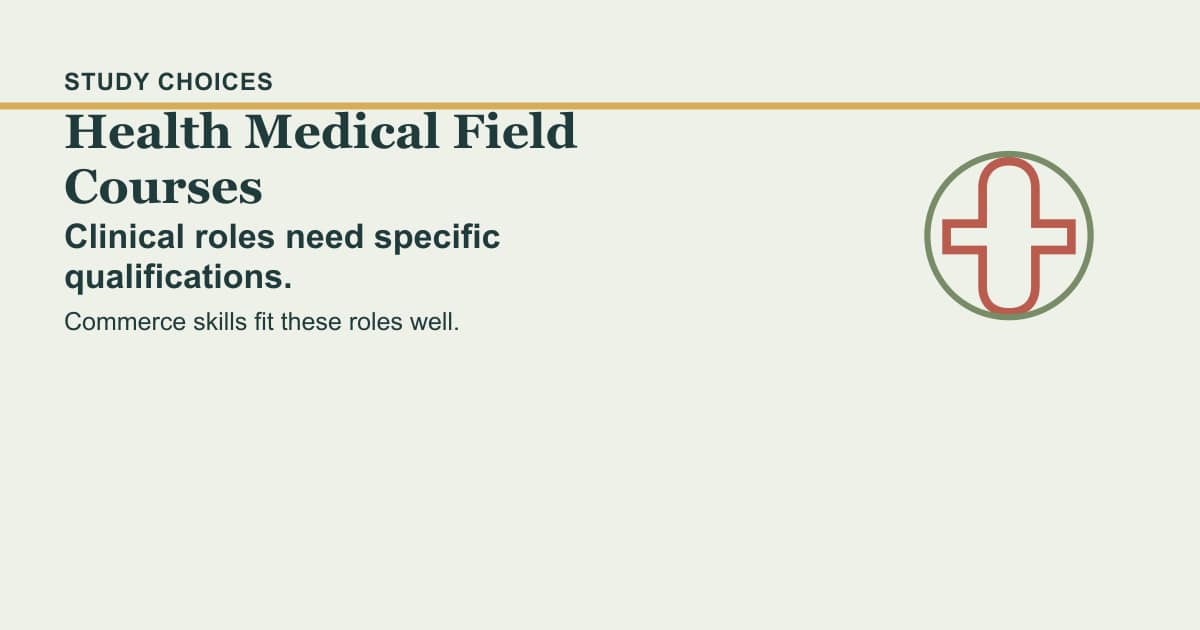 STUDY CHOICES
Health Medical Field
Courses
Clinical roles need specific
qualifications.
Commerce skills fit these roles well.